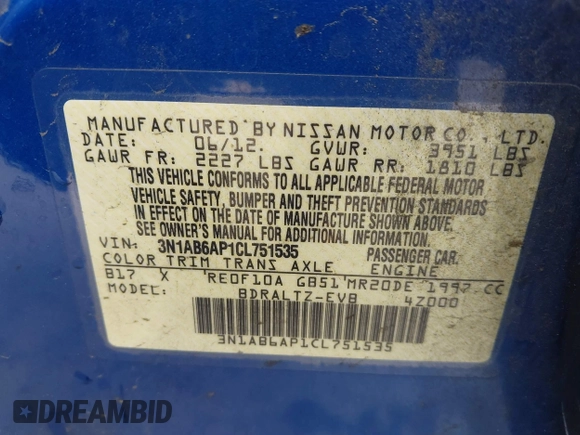 MANUFACTURED BY NISSAN MOTOR CO., LTD.
DATE: 06/12. GVWR: 3951 LBS
GAWR FR: 2227 LBS GAWR RR: 1810 LBS
THIS VEHICLE CONFORMS TO ALL APPLICABLE FEDERAL MOTOR
VEHICLE SAFETY, BUMPER AND THEFT PREVENTION STANDARDS
IN EFFECT ON THE DATE OF MANUFACTURE SHOWN ABOVE.
SEE OWNER'S MANUAL FOR ADDITIONAL INFORMATION.
VIN: 3N1AB6AP1CL751535 PASSENGER CAR.
COLOR TRIM TRANS AXLE ENGINE
B17 X 'RE0F10A GB51'MR20DE 1997 CC
MODEL: BDRALTZ-EVB 4Z000
3N1AB6AP1CL751535
DREAMBID